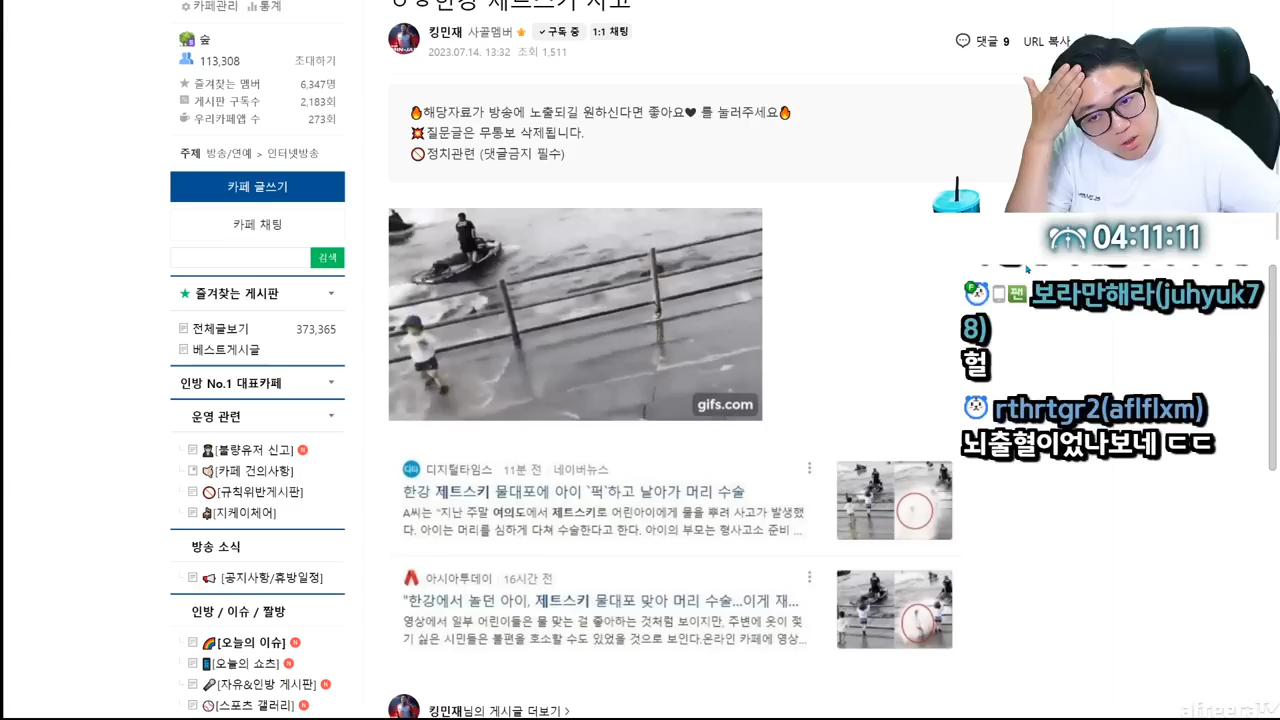 카페관리 통계
숲
113,308 초대하기
즐겨찾는 멤버 6,347명
게시판 구독수 2,183회
우리카페앱 수 273회
주제 방송/연예 > 인터넷방송
카페 글쓰기
카페 채팅
검색
즐겨찾는 게시판
전체글보기 373,365
베스트게시글
인방 No.1 대표카페
운영 관련
[불량유저 신고] N
[카페 건의사항]
[규칙위반게시판]
[지케이체어]
방송 소식
[공지사항/휴방일정]
인방 / 이슈 / 짤방
[오늘의 이슈] N
[오늘의 쇼츠] N
[자유&인방 게시판] N
[스포츠 갤러리] N
ㅇㅎ한강 제트스키 사고
킹민재 사골멤버 구독 중 1:1 채팅
2023.07.14. 13:32 조회 1,511
댓글 9 URL 복사
🔥해당자료가 방송에 노출되길 원하신다면 좋아요🖤 를 눌러주세요🔥
💥질문글은 무통보 삭제됩니다.
🚫정치관련 (댓글금지 필수)
gifs.com
디타 디지털타임스 11분 전 네이버뉴스
한강 제트스키 물대포에 아이 `퍽`하고 날아가 머리 수술
A씨는 "지난 주말 여의도에서 제트스키로 어린아이에게 물을 뿌려 사고가 발생했
다. 아이는 머리를 심하게 다쳐 수술한다고 한다. 아이의 부모는 형사고소 준비 ...
아시아투데이 16시간 전
"한강에서 놀던 아이, 제트스키 물대포 맞아 머리 수술...이게 재...
영상에서 일부 어린이들은 물 맞는 걸 좋아하는 것처럼 보이지만, 주변에 옷이 젖
기 싫은 시민들은 불편을 호소할 수도 있었을 것으로 보인다.온라인 카페에 영상...
킹민재님의 게시글 더보기 >
04:11:11
F 팬 보라만해라(juhyuk7
8)
헐
rthrtgr2(aflflxm)
뇌출혈이었나보네 ㄷㄷ
afreecaTV